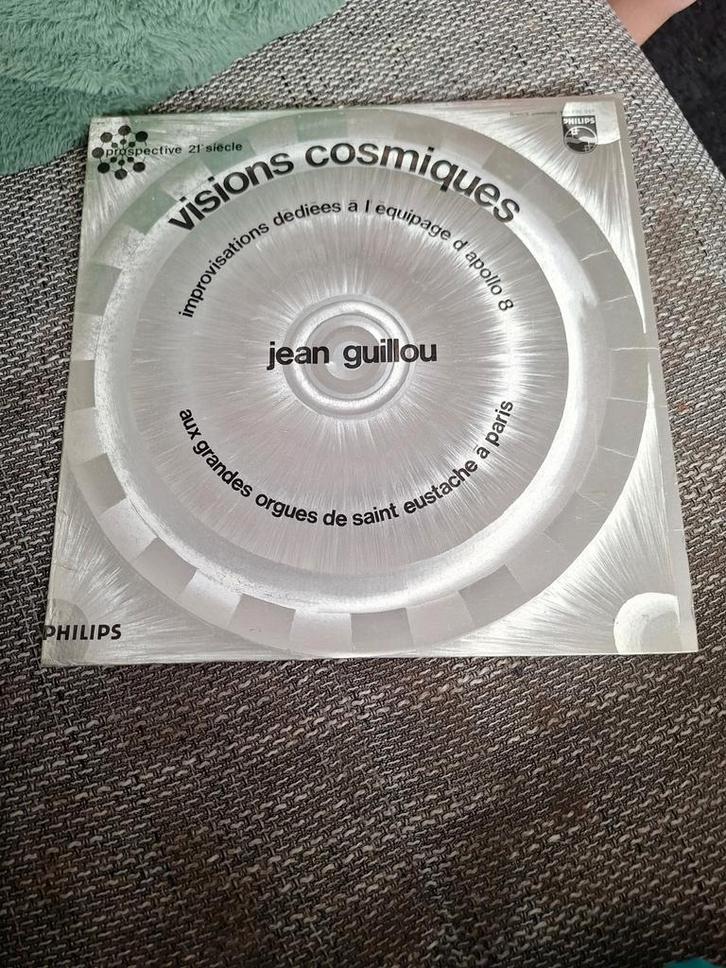 prospective 21e siècle
PHILIPS
visions cosmiques
improvisations dediees à l équipage d apollo 8
jean guillou
aux grandes orgues de saint eustache à paris
PHILIPS